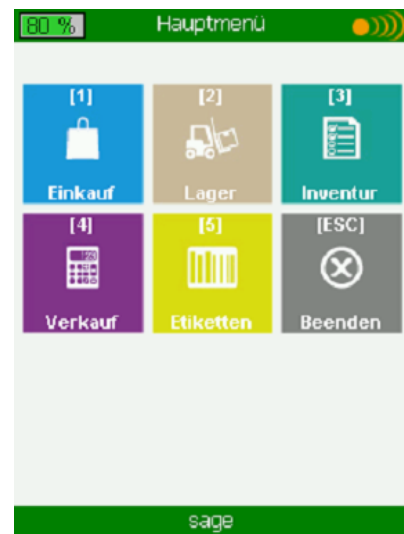 80 % Hauptmenü
[1] [2] [3]
Einkauf Lager Inventur
[4] [5] [ESC]
Verkauf Etiketten Beenden
sage